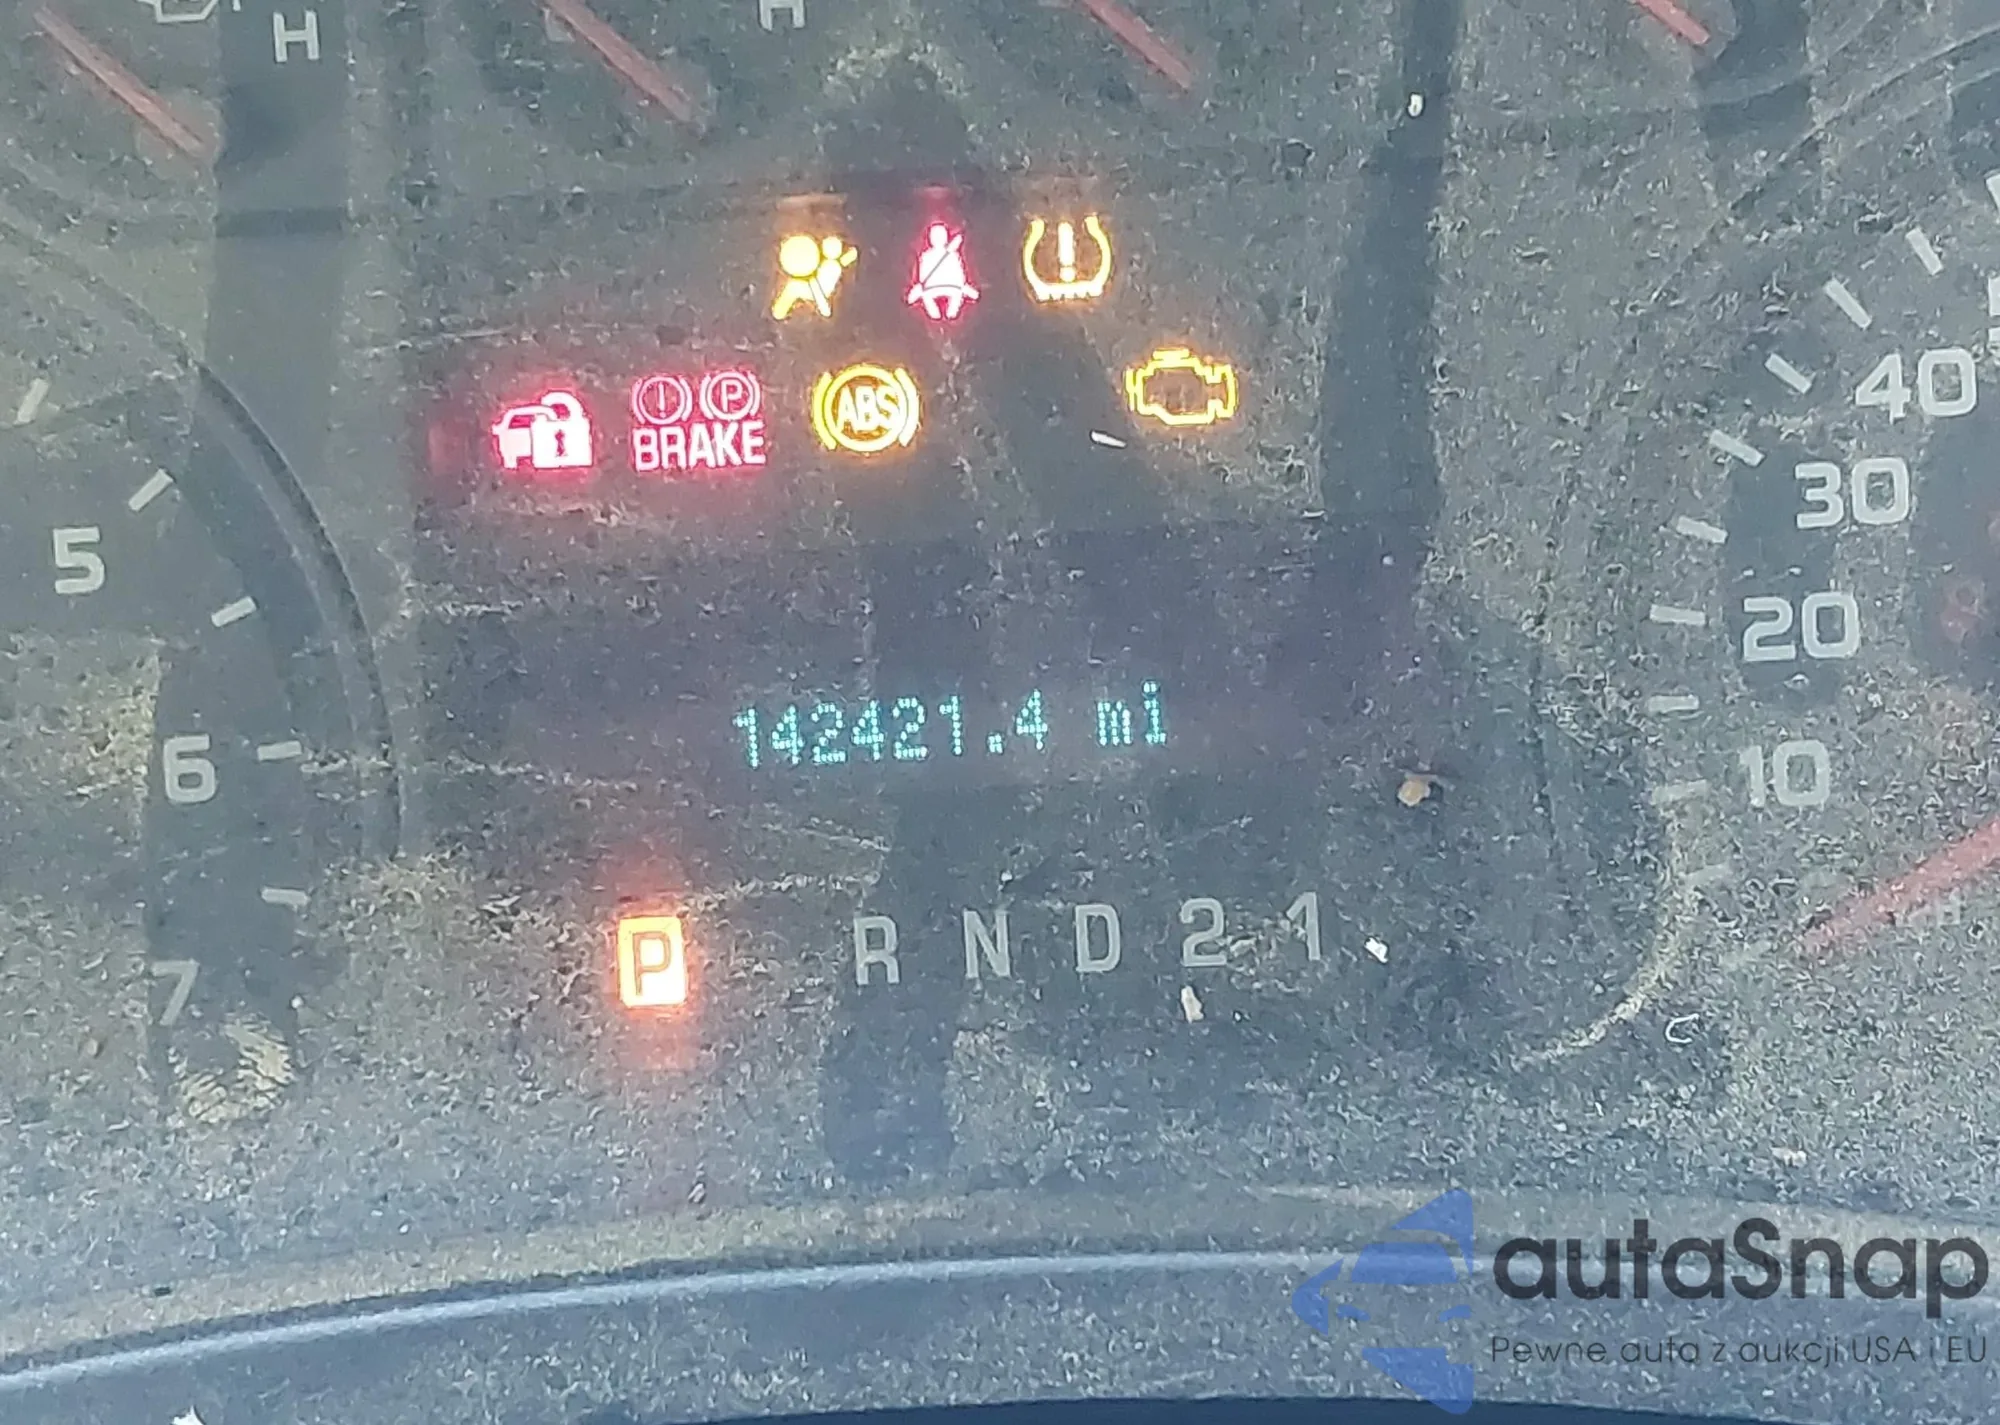 H
H
40
BRAKE
ABS
30
5
20
142421.4 mi
6
10
P R N D 2 1
7
autaSnap
Pewne auta z aukcji USA i EU